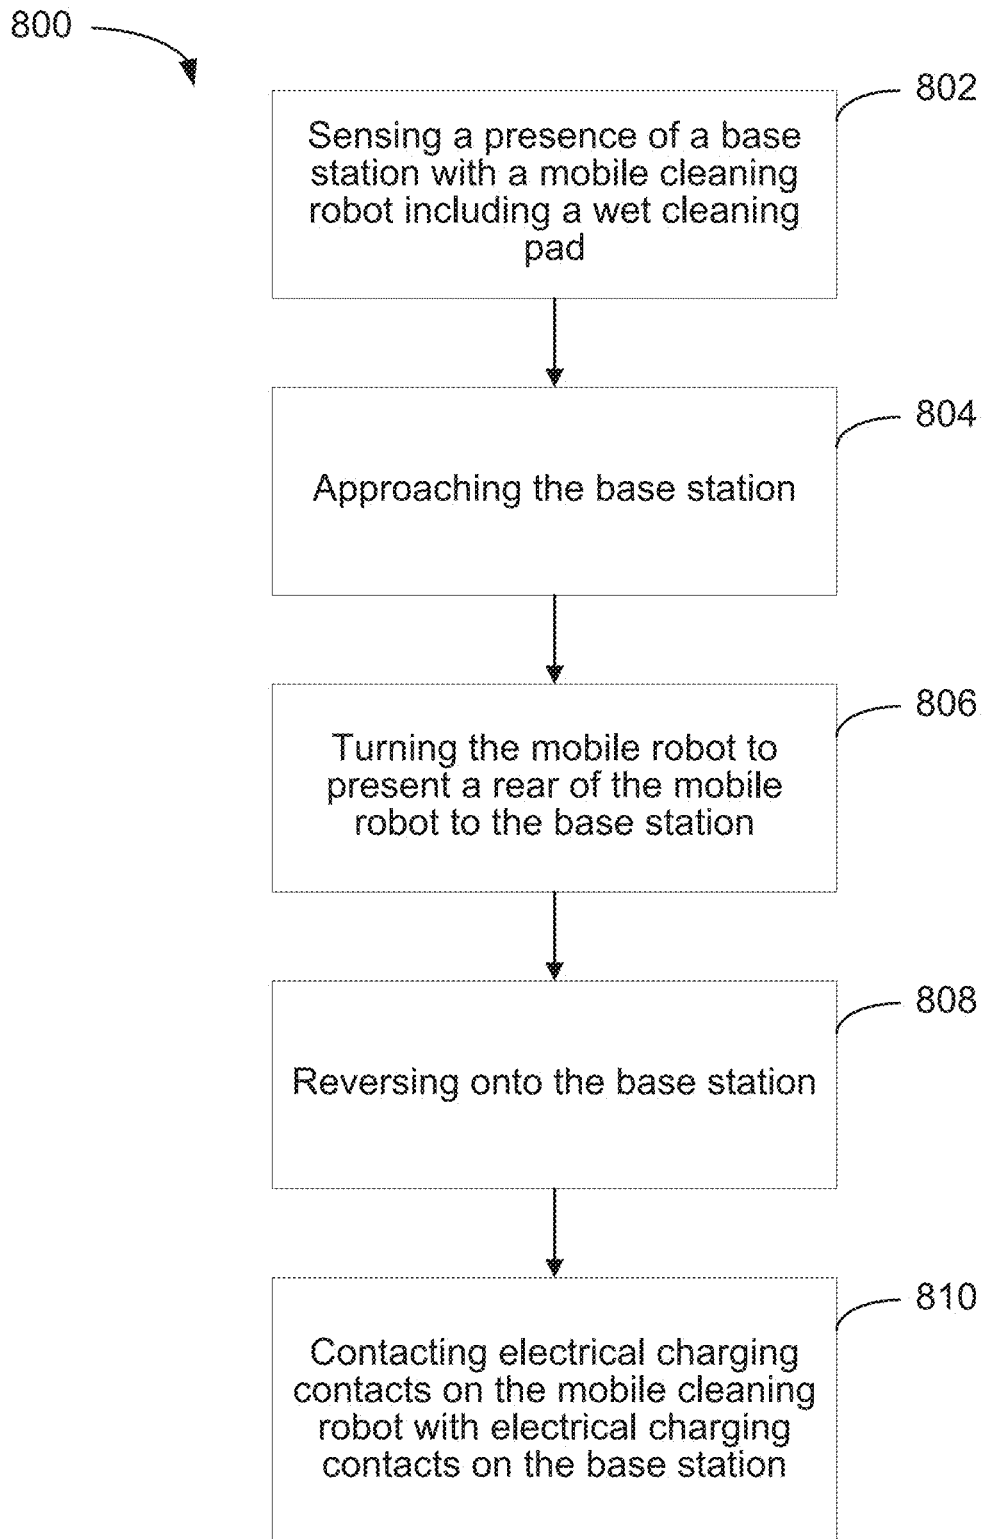 800
802
Sensing a presence of a base
station with a mobile cleaning
robot including a wet cleaning
pad
804
Approaching the base station
806
Turning the mobile robot to
present a rear of the mobile
robot to the base station
808
Reversing onto the base station
810
Contacting electrical charging
contacts on the mobile cleaning
robot with electrical charging
contacts on the base station